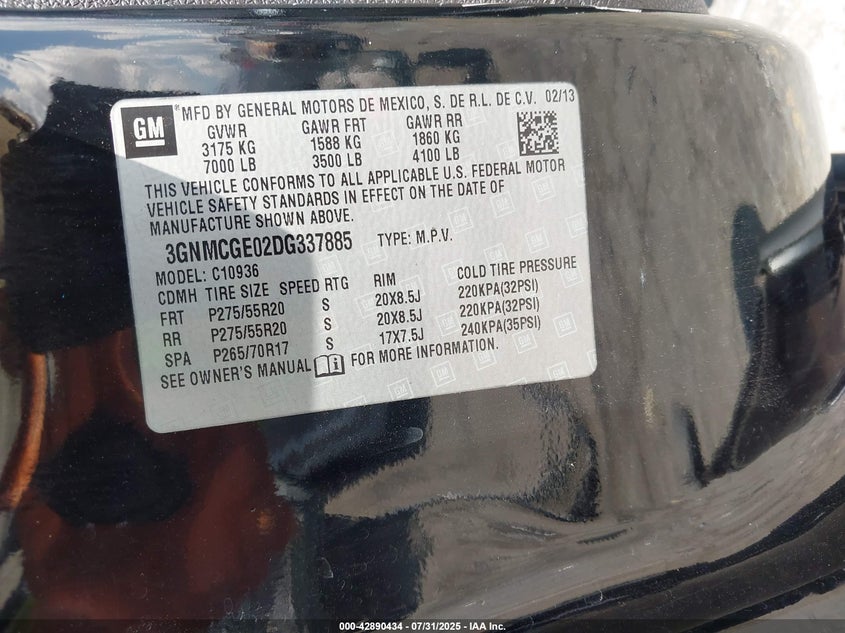 GM
® MFD BY GENERAL MOTORS DE MEXICO, S. DE R.L. DE C.V. 02/13
GVWR GAWR FRT GAWR RR
3175 KG 1588 KG 1860 KG
7000 LB 3500 LB 4100 LB
THIS VEHICLE CONFORMS TO ALL APPLICABLE U.S. FEDERAL MOTOR
VEHICLE SAFETY STANDARDS IN EFFECT ON THE DATE OF
MANUFACTURE SHOWN ABOVE.
3GNMCGE02DG337885 TYPE: M.P.V.
MODEL: C10936
CDMH TIRE SIZE SPEED RTG RIM COLD TIRE PRESSURE
FRT P275/55R20 S 20X8.5J 220KPA(32PSI)
RR P275/55R20 S 20X8.5J 220KPA(32PSI)
SPA P265/70R17 S 17X7.5J 240KPA(35PSI)
SEE OWNER'S MANUAL FOR MORE INFORMATION.
000-42890434 - 07/31/2025 - IAA, Inc.